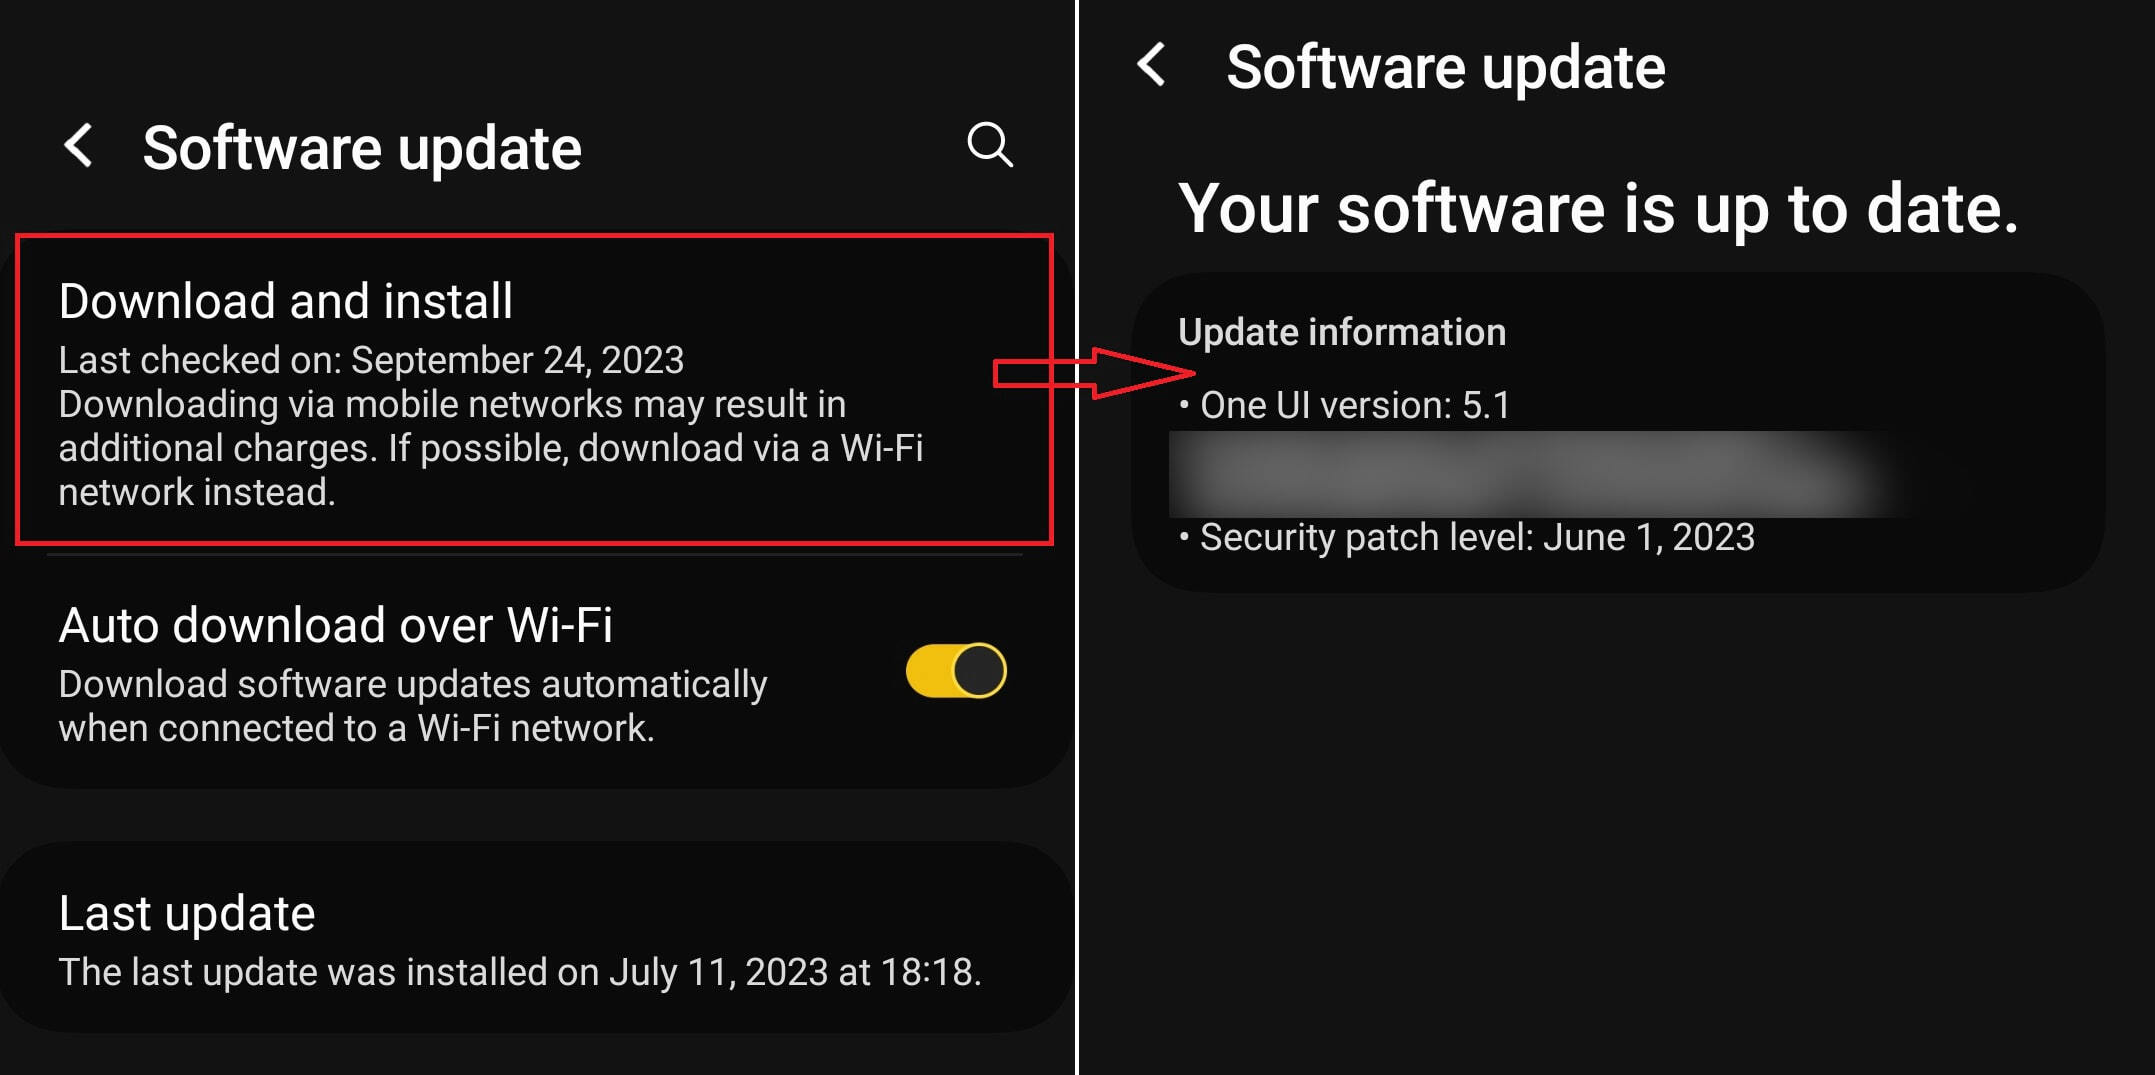 Software update
Download and install
Last checked on: September 24, 2023
Downloading via mobile networks may result in
additional charges. If possible, download via a Wi-Fi
network instead.
Auto download over Wi-Fi
Download software updates automatically
when connected to a Wi-Fi network.
Last update
The last update was installed on July 11, 2023 at 18:18.
Software update
Your software is up to date.
Update information
• One UI version: 5.1
• Security patch level: June 1, 2023